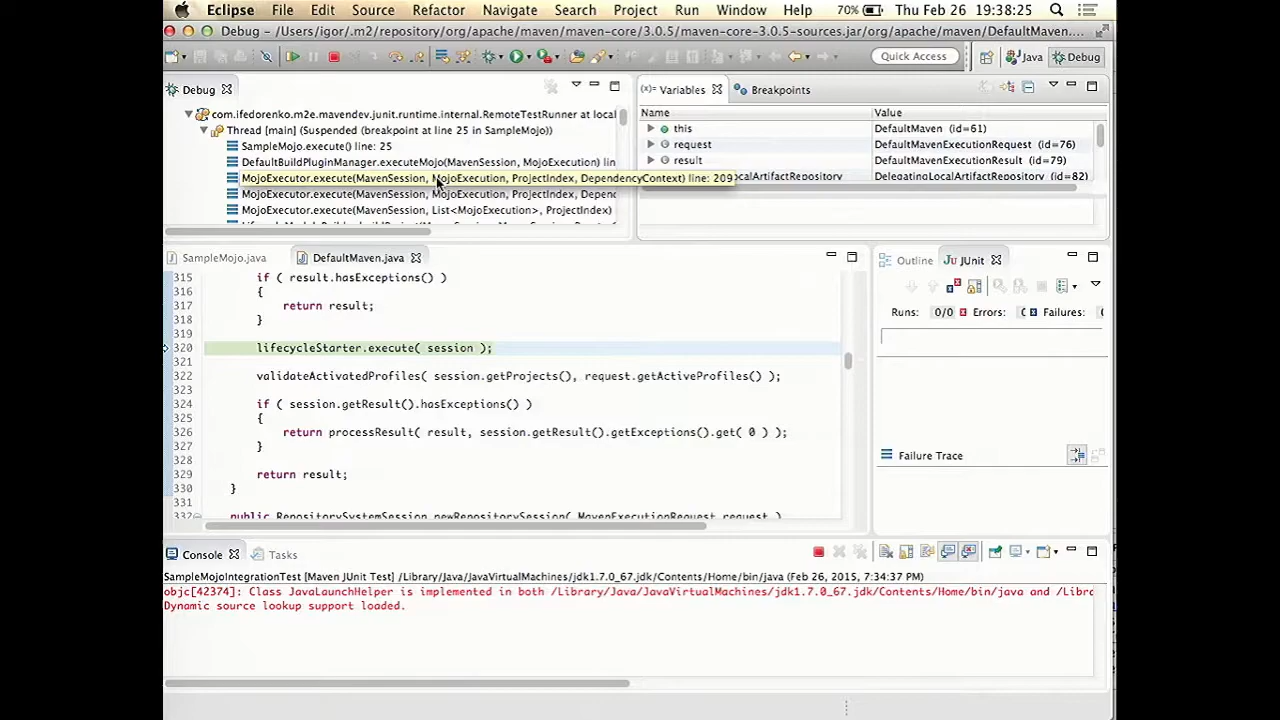 Eclipse File Edit Source Refactor Navigate Search Project Run Window Help 70% Thu Feb 26 19:38:25
Debug - /Users/igor/.m2/repository/org/apache/maven/maven-core/3.0.5/maven-core-3.0.5-sources.jar/org/apache/maven/DefaultMaven....
Quick Access Java Debug
Debug
com.ifedorenko.m2e.mavendev.junit.runtime.internal.RemoteTestRunner at local
Thread [main] (Suspended (breakpoint at line 25 in SampleMojo))
SampleMojo.execute() line: 25
DefaultBuildPluginManager.executeMojo(MavenSession, MojoExecution) lin
MojoExecutor.execute(MavenSession, MojoExecution, ProjectIndex, DependencyContext) line: 209
MojoExecutor.execute(MavenSession, MojoExecution, ProjectIndex, Depend
MojoExecutor.execute(MavenSession, List<MojoExecution>, ProjectIndex)
(x)= Variables Breakpoints
Name Value
this DefaultMaven (id=61)
request DefaultMavenExecutionRequest (id=76)
result DefaultMavenExecutionResult (id=79)
calArtifactRepository DelegatingLocalArtifactRepository (id=82)
SampleMojo.java DefaultMaven.java
315 if ( result.hasExceptions() )
316 {
317 return result;
318 }
319
320 lifecycleStarter.execute( session );
321
322 validateActivatedProfiles( session.getProjects(), request.getActiveProfiles() );
323
324 if ( session.getResult().hasExceptions() )
325 {
326 return processResult( result, session.getResult().getExceptions().get( 0 ) );
327 }
328
329 return result;
330 }
331
332 public RepositorySystemSession newRepositorySession( MavenExecutionRequest request )
Outline JUnit
Runs: 0/0 Errors: Failures:
Failure Trace
Console Tasks
SampleMojoIntegrationTest [Maven JUnit Test] /Library/Java/JavaVirtualMachines/jdk1.7.0_67.jdk/Contents/Home/bin/java (Feb 26, 2015, 7:34:37 PM)
objc[42374]: Class JavaLaunchHelper is implemented in both /Library/Java/JavaVirtualMachines/jdk1.7.0_67.jdk/Contents/Home/bin/java and /Libra
Dynamic source lookup support loaded.